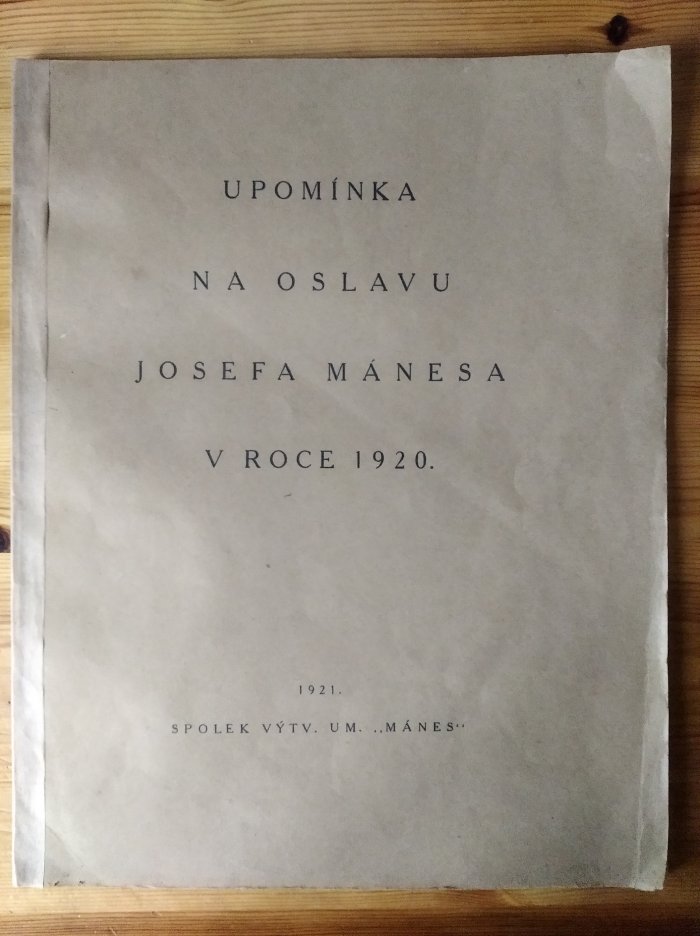 UPOMÍNKA
NA OSLAVU
JOSEFA MÁNESA
V ROCE 1920.
1921.
SPOLEK VÝTV. UM. „MÁNES“